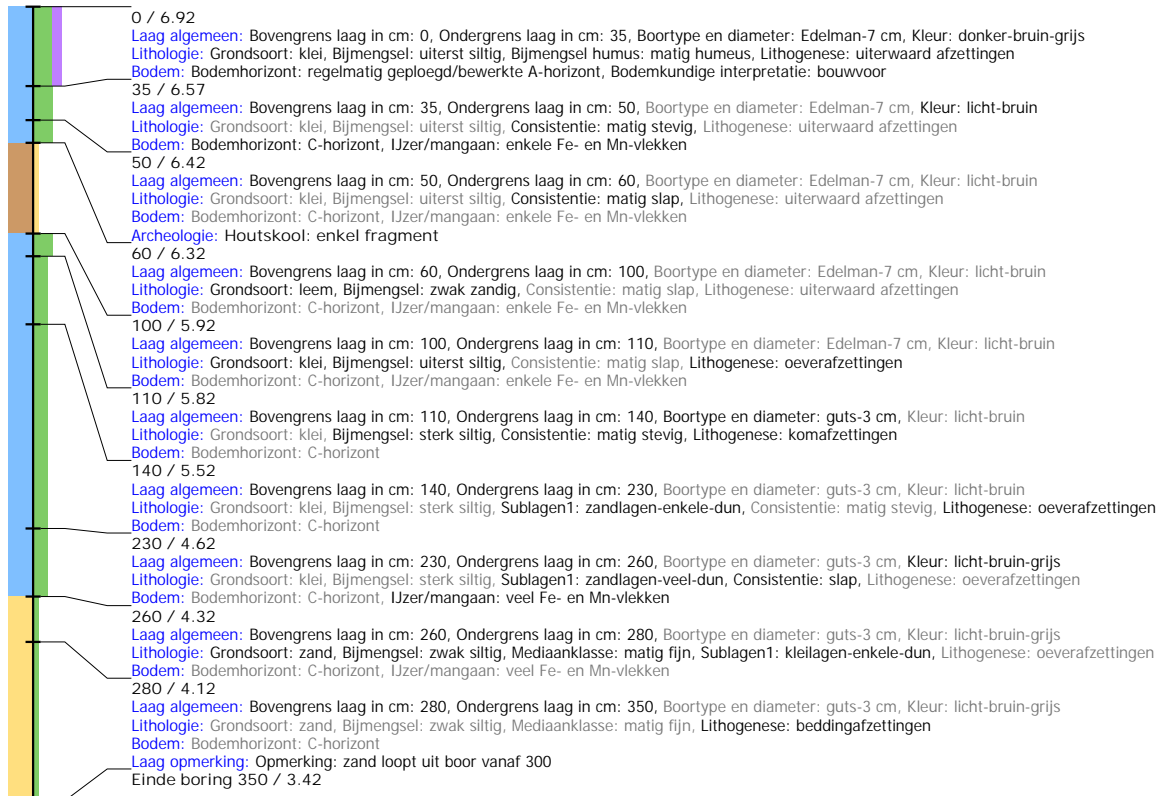 0 / 6.92
Laag algemeen: Bovengrens laag in cm: 0, Ondergrens laag in cm: 35, Boortype en diameter: Edelman-7 cm, Kleur: donker-bruin-grijs
Lithologie: Grondsoort: klei, Bijmengsel: uiterst siltig, Bijmengsel humus: matig humeus, Lithogenese: uiterwaard afzettingen
Bodem: Bodemhorizont: regelmatig geploegd/bewerkte A-horizont, Bodemkundige interpretatie: bouwvoor
35 / 6.57
Laag algemeen: Bovengrens laag in cm: 35, Ondergrens laag in cm: 50, Boortype en diameter: Edelman-7 cm, Kleur: licht-bruin
Lithologie: Grondsoort: klei, Bijmengsel: uiterst siltig, Consistentie: matig stevig, Lithogenese: uiterwaard afzettingen
Bodem: Bodemhorizont: C-horizont, IJzer/mangaan: enkele Fe- en Mn-vlekken
50 / 6.42
Laag algemeen: Bovengrens laag in cm: 50, Ondergrens laag in cm: 60, Boortype en diameter: Edelman-7 cm, Kleur: licht-bruin
Lithologie: Grondsoort: klei, Bijmengsel: uiterst siltig, Consistentie: matig slap, Lithogenese: uiterwaard afzettingen
Bodem: Bodemhorizont: C-horizont, IJzer/mangaan: enkele Fe- en Mn-vlekken
Archeologie: Houtskool: enkel fragment
60 / 6.32
Laag algemeen: Bovengrens laag in cm: 60, Ondergrens laag in cm: 100, Boortype en diameter: Edelman-7 cm, Kleur: licht-bruin
Lithologie: Grondsoort: leem, Bijmengsel: zwak zandig, Consistentie: matig slap, Lithogenese: uiterwaard afzettingen
Bodem: Bodemhorizont: C-horizont, IJzer/mangaan: enkele Fe- en Mn-vlekken
100 / 5.92
Laag algemeen: Bovengrens laag in cm: 100, Ondergrens laag in cm: 110, Boortype en diameter: Edelman-7 cm, Kleur: licht-bruin
Lithologie: Grondsoort: klei, Bijmengsel: uiterst siltig, Consistentie: matig slap, Lithogenese: oeverafzettingen
Bodem: Bodemhorizont: C-horizont, IJzer/mangaan: enkele Fe- en Mn-vlekken
110 / 5.82
Laag algemeen: Bovengrens laag in cm: 110, Ondergrens laag in cm: 140, Boortype en diameter: guts-3 cm, Kleur: licht-bruin
Lithologie: Grondsoort: klei, Bijmengsel: sterk siltig, Consistentie: matig stevig, Lithogenese: komafzettingen
Bodem: Bodemhorizont: C-horizont
140 / 5.52
Laag algemeen: Bovengrens laag in cm: 140, Ondergrens laag in cm: 230, Boortype en diameter: guts-3 cm, Kleur: licht-bruin
Lithologie: Grondsoort: klei, Bijmengsel: sterk siltig, Sublagen1: zandlagen-enkele-dun, Consistentie: matig stevig, Lithogenese: oeverafzettingen
Bodem: Bodemhorizont: C-horizont
230 / 4.62
Laag algemeen: Bovengrens laag in cm: 230, Ondergrens laag in cm: 260, Boortype en diameter: guts-3 cm, Kleur: licht-bruin-grijs
Lithologie: Grondsoort: klei, Bijmengsel: sterk siltig, Sublagen1: zandlagen-veel-dun, Consistentie: slap, Lithogenese: oeverafzettingen
Bodem: Bodemhorizont: C-horizont, IJzer/mangaan: veel Fe- en Mn-vlekken
260 / 4.32
Laag algemeen: Bovengrens laag in cm: 260, Ondergrens laag in cm: 280, Boortype en diameter: guts-3 cm, Kleur: licht-bruin-grijs
Lithologie: Grondsoort: zand, Bijmengsel: zwak siltig, Mediaanklasse: matig fijn, Sublagen1: kleilagen-enkele-dun, Lithogenese: oeverafzettingen
Bodem: Bodemhorizont: C-horizont, IJzer/mangaan: veel Fe- en Mn-vlekken
280 / 4.12
Laag algemeen: Bovengrens laag in cm: 280, Ondergrens laag in cm: 350, Boortype en diameter: guts-3 cm, Kleur: licht-bruin-grijs
Lithologie: Grondsoort: zand, Bijmengsel: zwak siltig, Mediaanklasse: matig fijn, Lithogenese: beddingafzettingen
Bodem: Bodemhorizont: C-horizont
Laag opmerking: Opmerking: zand loopt uit boor vanaf 300
Einde boring 350 / 3.42